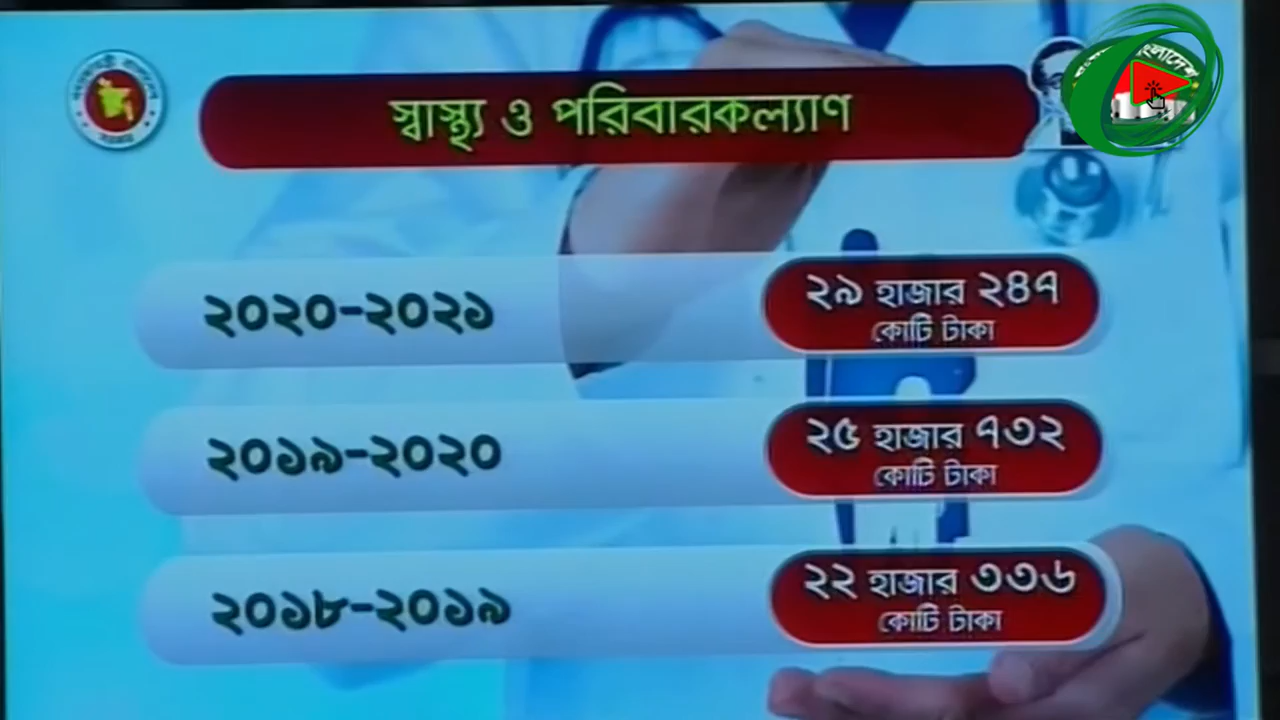 স্বাস্থ্য ও পরিবারকল্যাণ
২০২০-২০২১
২৯ হাজার ২৪৭
কোটি টাকা
২০১৯-২০২০
২৫ হাজার ৭৩২
কোটি টাকা
২০১৮-২০১৯
২২ হাজার ৩৩৬
কোটি টাকা